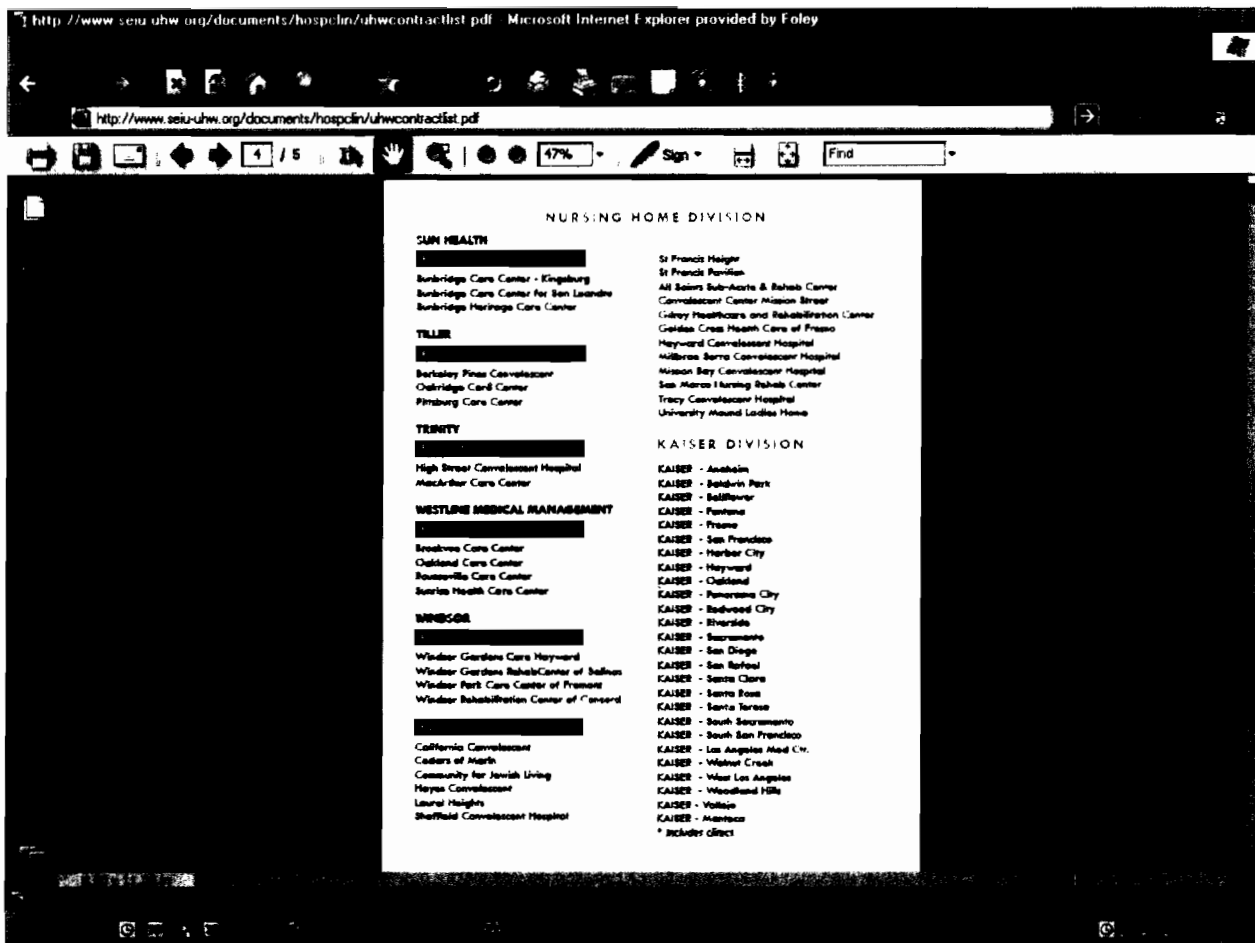 http://www.seiu-uhw.org/documents/hospclin/uhwcontractlist.pdf - Microsoft Internet Explorer provided by Foley
http://www.seiu-uhw.org/documents/hospclin/uhwcontractlist.pdf
4 / 5 47% Sign Find
NURSING HOME DIVISION
SUN HEALTH
Sunbridge Care Center - Kingsburg
Sunbridge Care Center for San Leandro
Sunbridge Heritage Care Center
TILLER
Berkeley Pines Convalescent
Oakridge Care Center
Pittsburg Care Center
TRINITY
High Street Convalescent Hospital
MacArthur Care Center
WESTLINE MEDICAL MANAGEMENT
Brookvue Care Center
Oakland Care Center
Care Center
Sunrise Health Care Center
WINDSOR
Windsor Gardens Care Hayward
Windsor Gardens RehabCenter of Salinas
Windsor Park Care Center of Fremont
Windsor Rehabilitation Center of Concord
California Convalescent
Cedars of Marin
Community for Jewish Living
Hayes Convalescent
Laurel Heights
Sheffield Convalescent Hospital
St Francis Heights
St Francis Pavilion
All Saints Sub-Acute & Rehab Center
Convalescent Center Mission Street
Gilroy Healthcare and Rehabilitation Center
Golden Cross Health Care of Fresno
Hayward Convalescent Hospital
Millbrae Serra Convalescent Hospital
Mission Bay Convalescent Hospital
San Marco Nursing Rehab Center
Tracy Convalescent Hospital
University Mound Ladies Home
KAISER DIVISION
KAISER - Anaheim
KAISER - Baldwin Park
KAISER - Bellflower
KAISER - Fontana
KAISER - Fresno
KAISER - San Francisco
KAISER - Harbor City
KAISER - Hayward
KAISER - Oakland
KAISER - Panorama City
KAISER - Redwood City
KAISER - Riverside
KAISER - Sacramento
KAISER - San Diego
KAISER - San Rafael
KAISER - Santa Clara
KAISER - Santa Rosa
KAISER - Santa Teresa
KAISER - South Sacramento
KAISER - South San Francisco
KAISER - Los Angeles Med Ctr.
KAISER - Walnut Creek
KAISER - West Los Angeles
KAISER - Woodland Hills
KAISER - Vallejo
KAISER - Manteca
* includes clinics